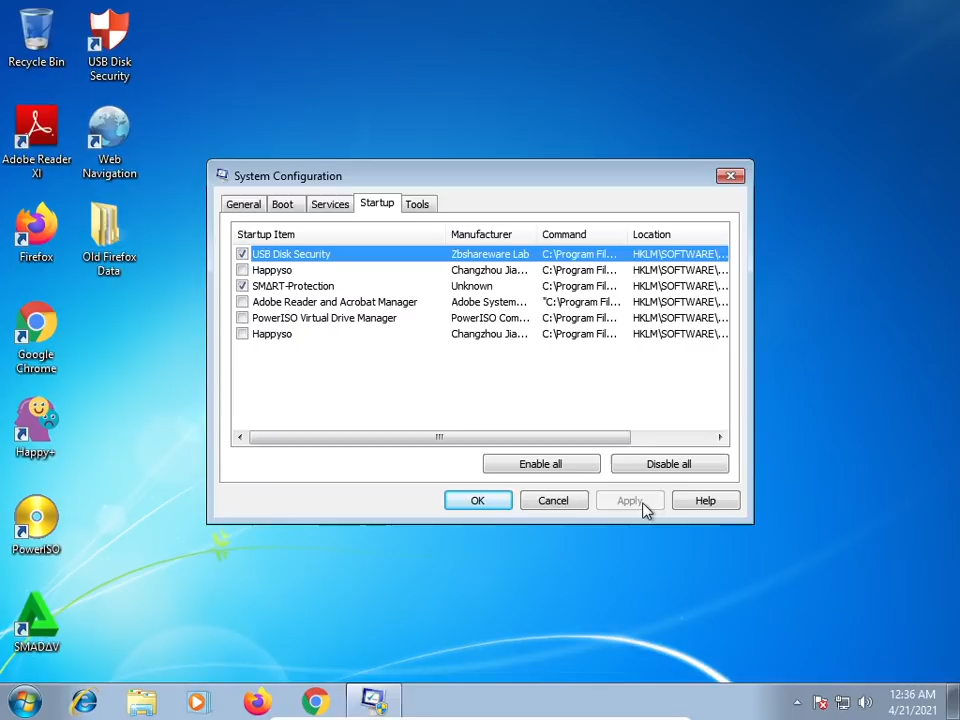 Recycle Bin
USB Disk
Security
Adobe Reader
XI
Web
Navigation
Firefox
Old Firefox
Data
Google
Chrome
Happy+
PowerISO
SMADΔV
System Configuration
General Boot Services Startup Tools
Startup Item Manufacturer Command Location
USB Disk Security Zbshareware Lab C:\Program Fil... HKLM\SOFTWARE\...
Happyso Changzhou Jia... C:\Program Fil... HKLM\SOFTWARE\...
SMΔRT-Protection Unknown C:\Program Fil... HKLM\SOFTWARE\...
Adobe Reader and Acrobat Manager Adobe System... "C:\Program Fil... HKLM\SOFTWARE\...
PowerISO Virtual Drive Manager PowerISO Com... C:\Program Fil... HKLM\SOFTWARE\...
Happyso Changzhou Jia... C:\Program Fil... HKLM\SOFTWARE\...
Enable all Disable all
OK Cancel Apply Help
12:36 AM
4/21/2021